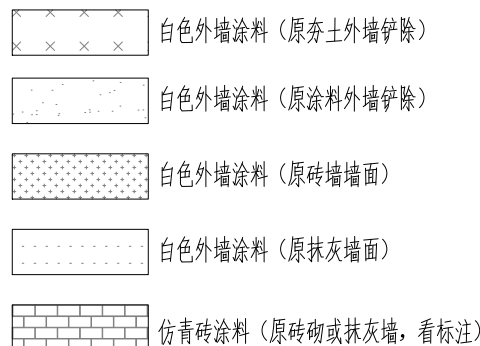 白色外墙涂料（原夯土外墙铲除）
白色外墙涂料（原涂料外墙铲除）
白色外墙涂料（原砖墙墙面）
白色外墙涂料（原抹灰墙面）
仿青砖涂料（原砖砌或抹灰墙，看标注）